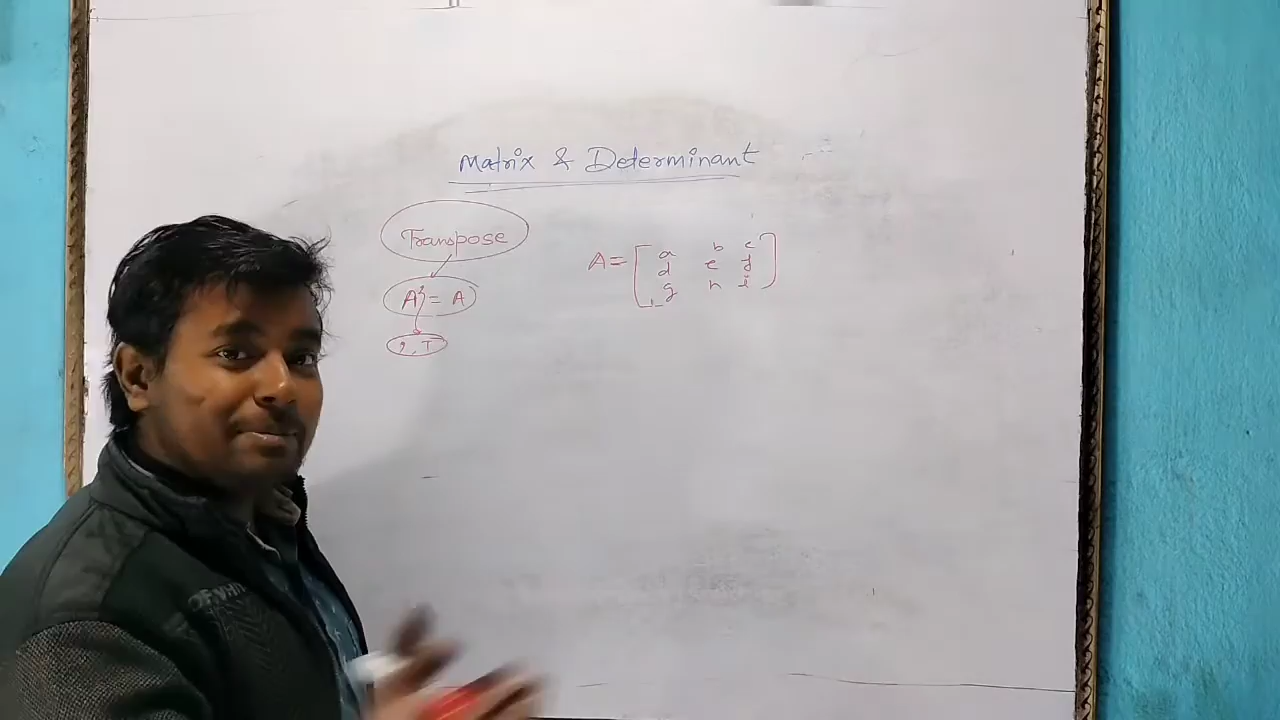 Matrix & Determinant
Transpose
A' = A
', T
A = [ a b c
d e f
g h i ]